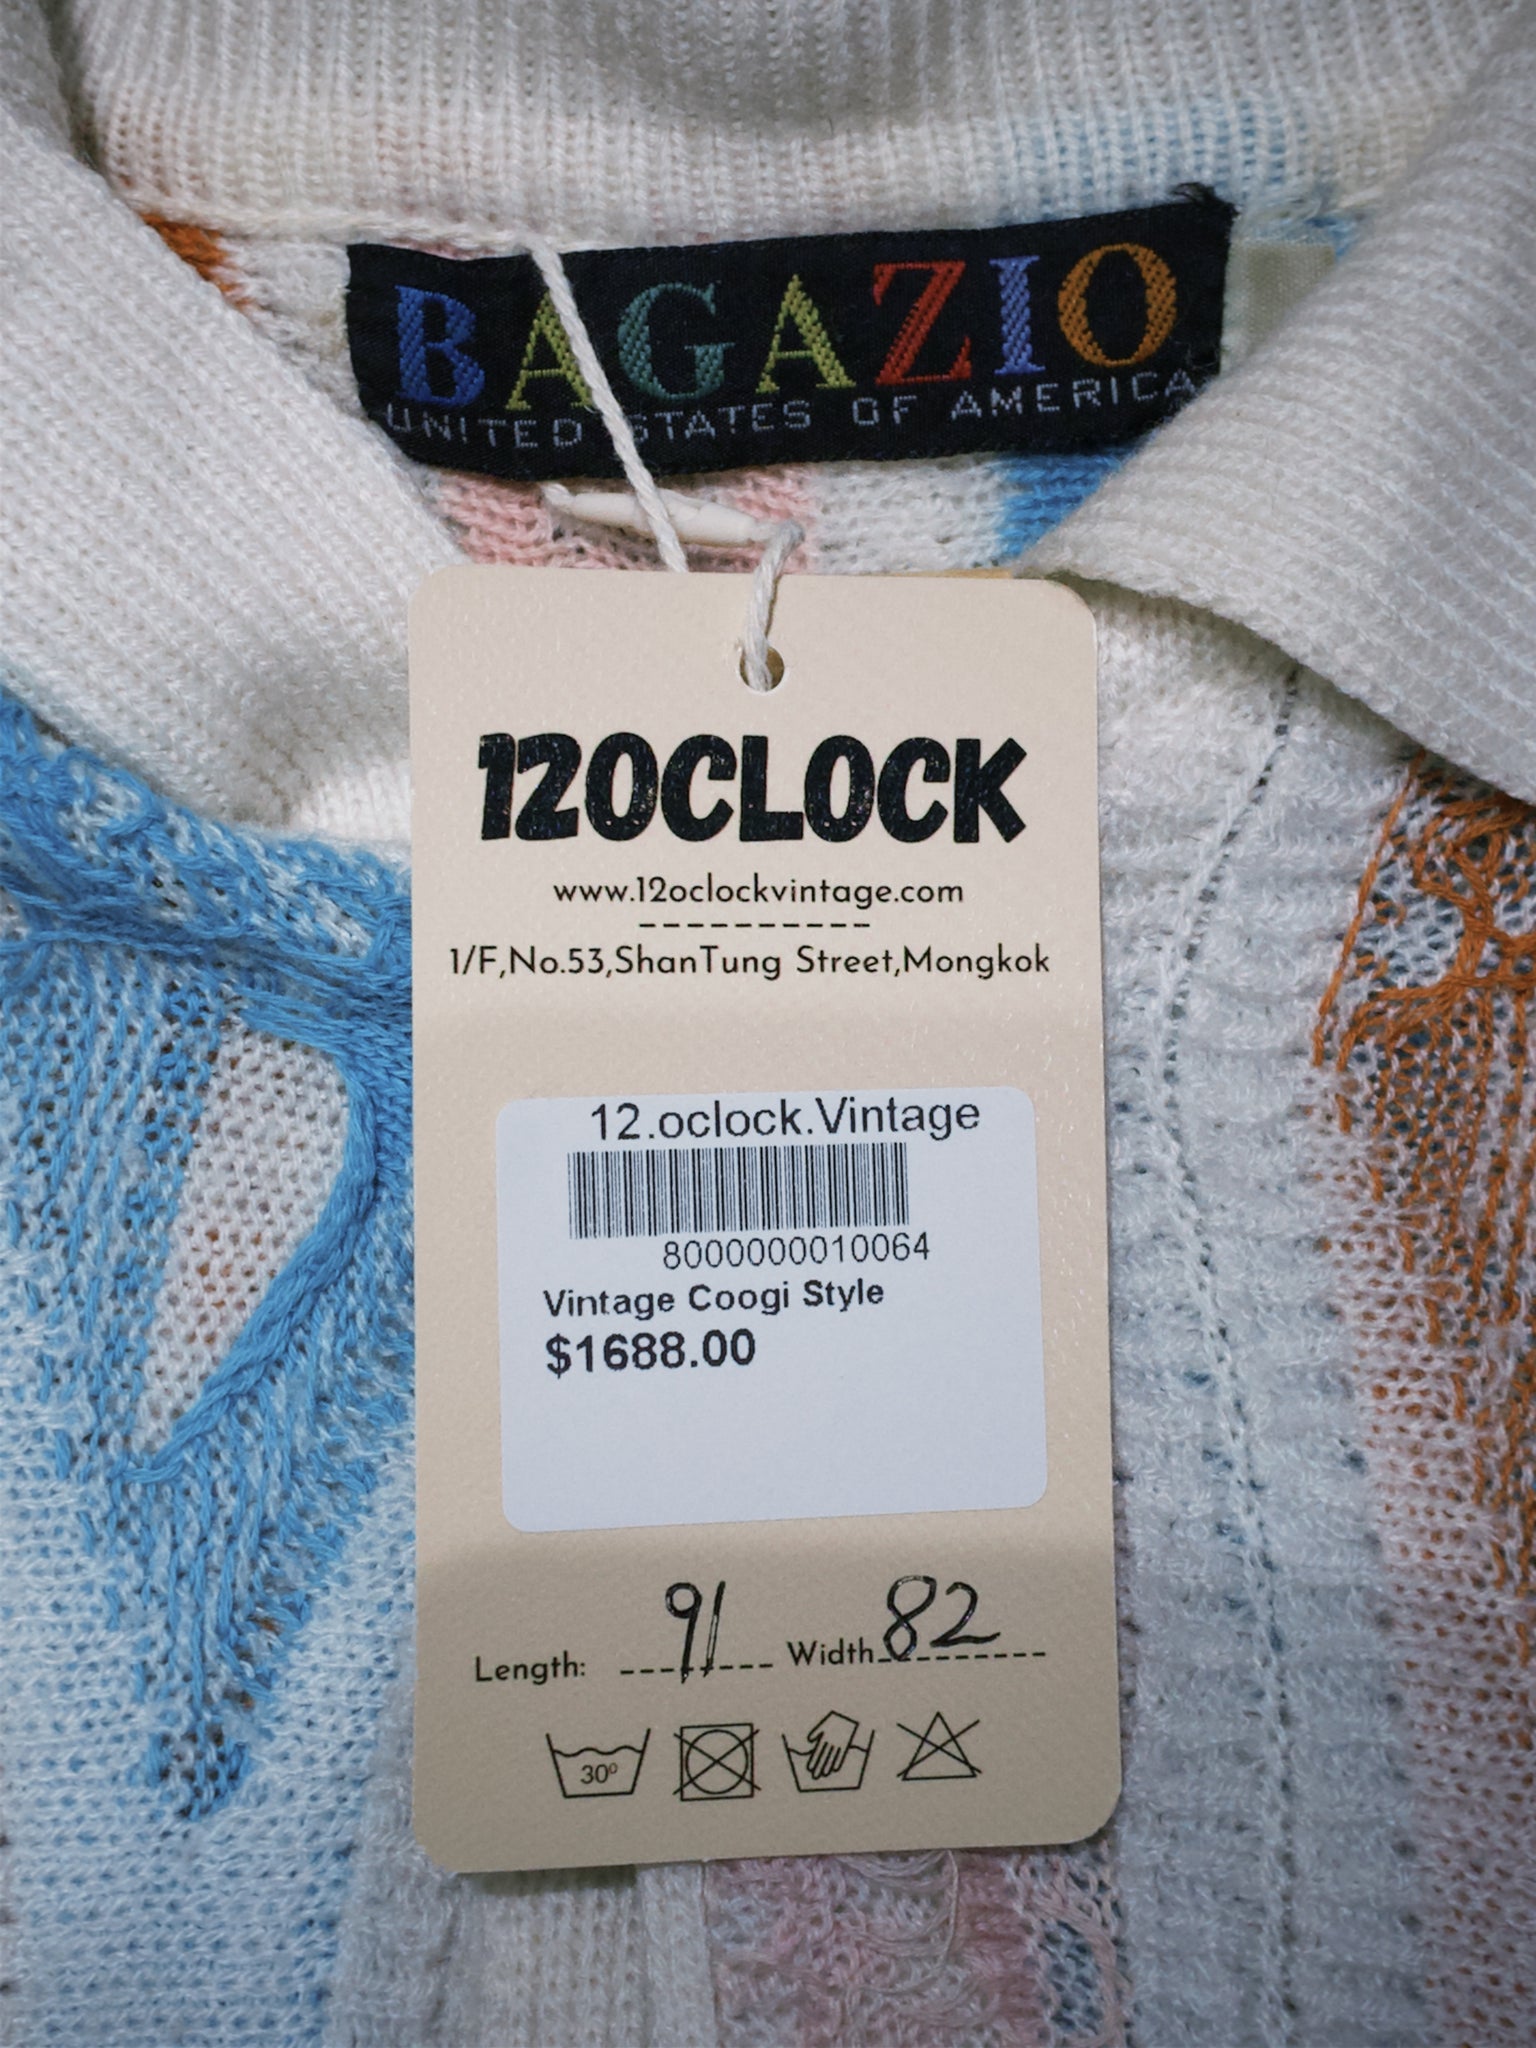 BAGAZIO
UNITED STATES OF AMERICA
12OCLOCK
www.12oclockvintage.com
1/F,No.53,ShanTung Street,Mongkok
12.oclock.Vintage
8000000010064
Vintage Coogi Style
$1688.00
Length: 91 Width 82
30°